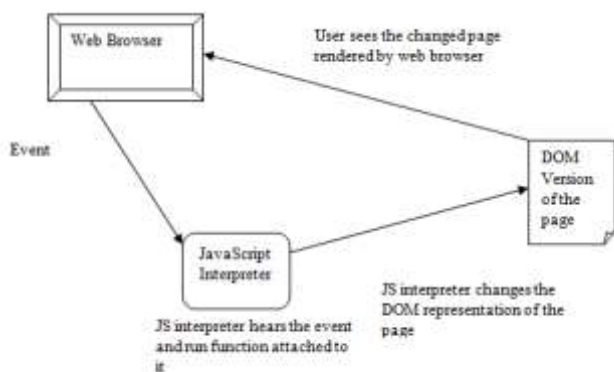 Web Browser
User sees the changed page
rendered by web browser
Event
DOM
Version
of the
page
JavaScript
Interpreter
JS interpreter changes the
DOM representation of the
page
JS interpreter hears the event
and run function attached to
it